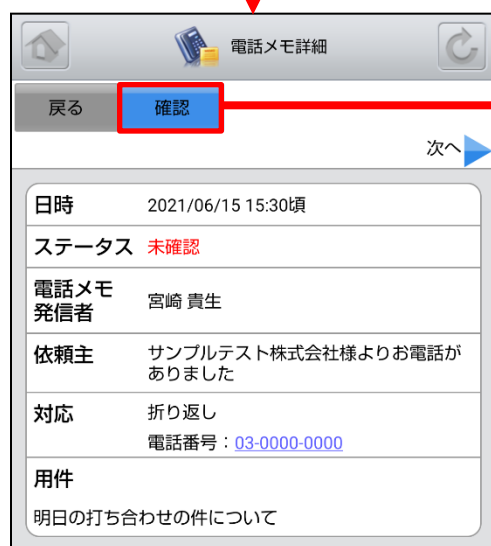 電話メモ詳細
戻る 確認
次へ
日時 2021/06/15 15:30頃
ステータス 未確認
電話メモ
発信者 宮崎 貴生
依頼主 サンプルテスト株式会社様よりお電話が
ありました
対応 折り返し
電話番号：03-0000-0000
用件
明日の打ち合わせの件について